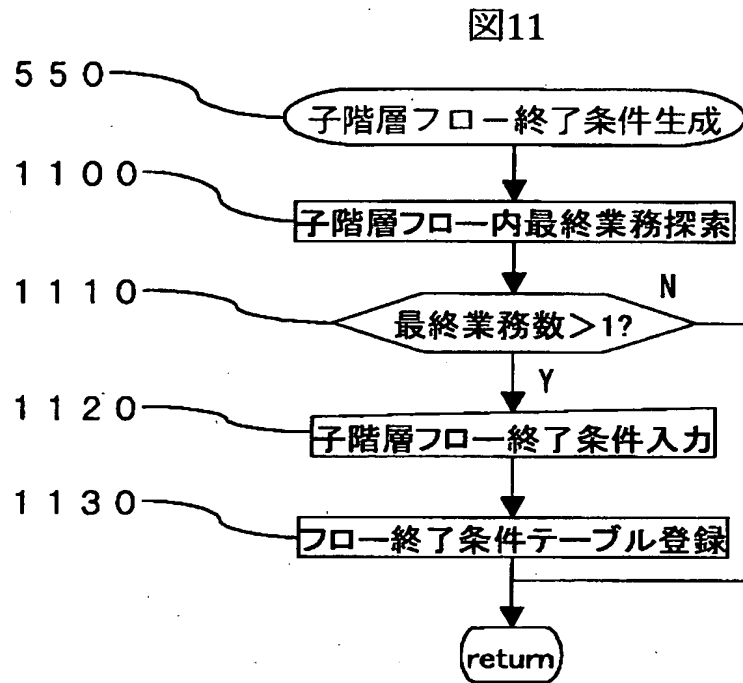 図11
550
子階層フロー終了条件生成
1100
子階層フロー内最終業務探索
1110
N
最終業務数>1?
Y
1120
子階層フロー終了条件入力
1130
フロー終了条件テーブル登録
return